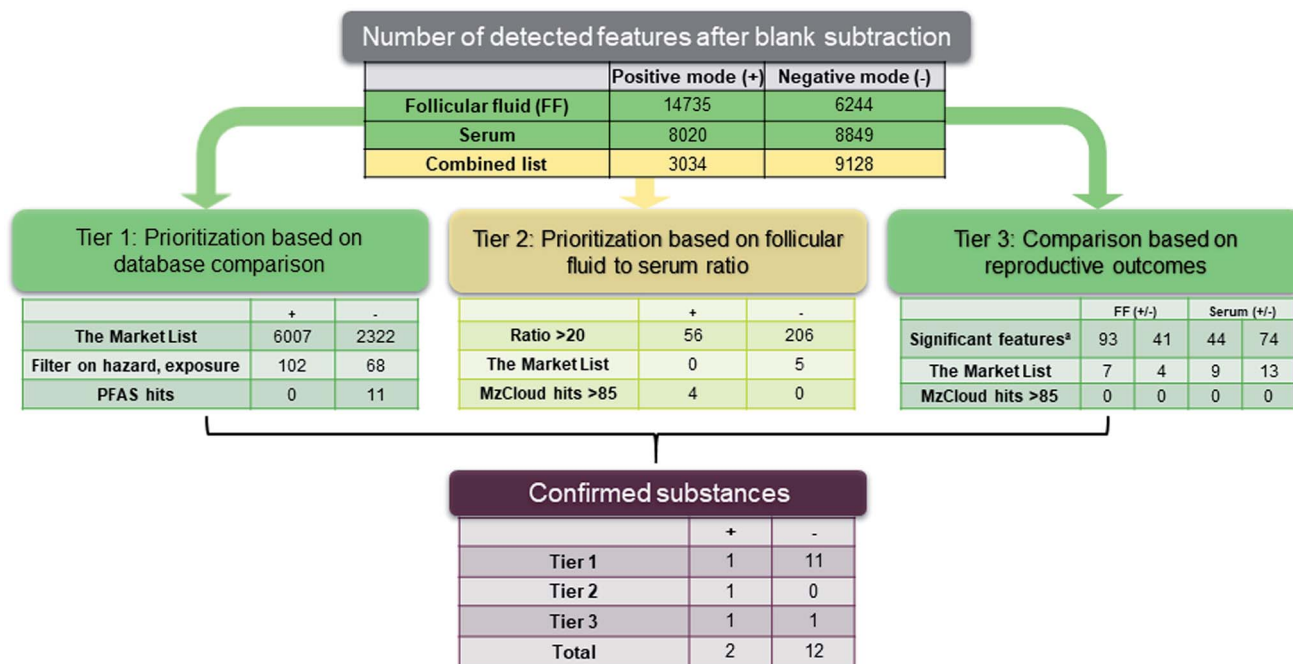 Number of detected features after blank subtraction
Positive mode (+) Negative mode (-)
Follicular fluid (FF) 14735 6244
Serum 8020 8849
Combined list 3034 9128
Tier 1: Prioritization based on
database comparison
+ -
The Market List 6007 2322
Filter on hazard, exposure 102 68
PFAS hits 0 11
Tier 2: Prioritization based on follicular
fluid to serum ratio
+ -
Ratio >20 56 206
The Market List 0 5
MzCloud hits >85 4 0
Tier 3: Comparison based on
reproductive outcomes
FF (+/-) Serum (+/-)
Significant featuresª 93 41 44 74
The Market List 7 4 9 13
MzCloud hits >85 0 0 0 0
Confirmed substances
+ -
Tier 1 1 11
Tier 2 1 0
Tier 3 1 1
Total 2 12